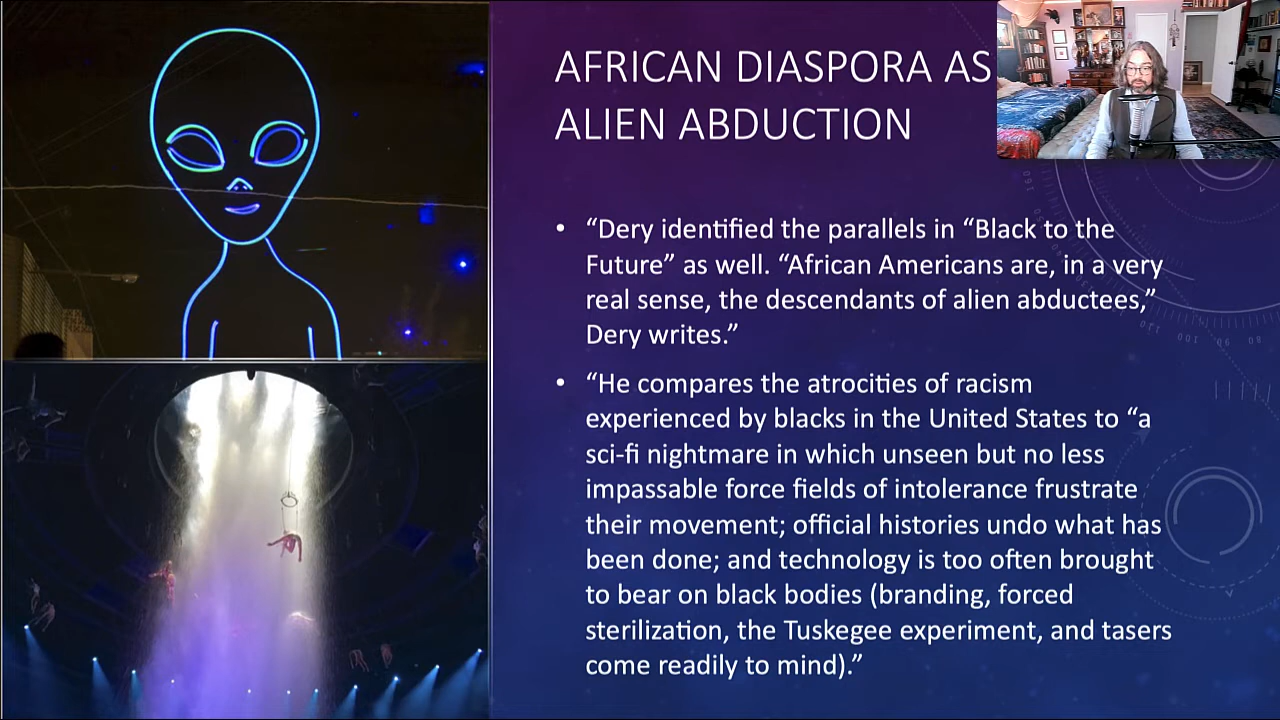 AFRICAN DIASPORA AS
ALIEN ABDUCTION
• “Dery identified the parallels in “Black to the
Future” as well. “African Americans are, in a very
real sense, the descendants of alien abductees,”
Dery writes.”
• “He compares the atrocities of racism
experienced by blacks in the United States to “a
sci-fi nightmare in which unseen but no less
impassable force fields of intolerance frustrate
their movement; official histories undo what has
been done; and technology is too often brought
to bear on black bodies (branding, forced
sterilization, the Tuskegee experiment, and tasers
come readily to mind).”